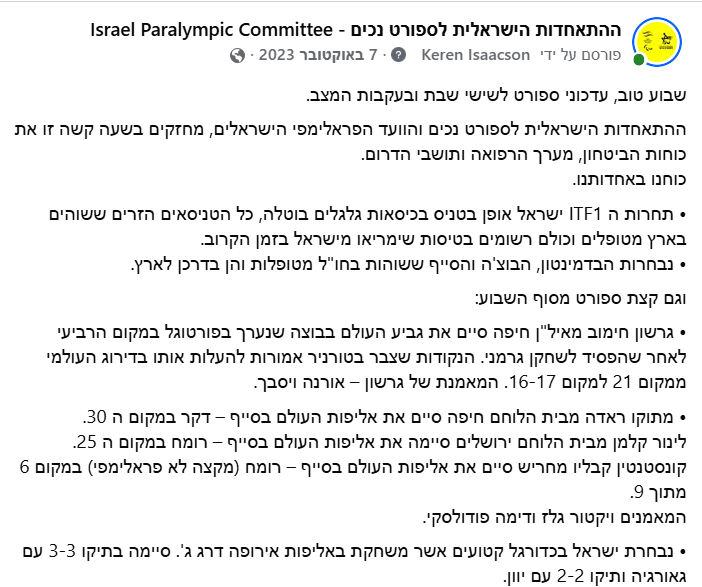 ההתאחדות הישראלית לספורט נכים - Israel Paralympic Committee
פורסם על ידי Keren Isaacson · 7 באוקטובר 2023 ·
שבוע טוב, עדכוני ספורט לשישי שבת ובעקבות המצב.
ההתאחדות הישראלית לספורט נכים והוועד הפראלימפי הישראלים, מחזקים בשעה קשה זו את
כוחות הביטחון, מערך הרפואה ותושבי הדרום.
כוחנו באחדותנו.
• תחרות ה ITF1 ישראל אופן בטניס בכיסאות גלגלים בוטלה, כל הטניסאים הזרים ששוהים
בארץ מטופלים וכולם רשומים בטיסות שימריאו מישראל בזמן הקרוב.
• נבחרות הבדמינטון, הבוצ'ה והסייף ששוהות בחו"ל מטופלות והן בדרכן לארץ.
וגם קצת ספורט מסוף השבוע:
• גרשון חימוב מאיל"ן חיפה סיים את גביע העולם בבוצה שנערך בפורטוגל במקום הרביעי
לאחר שהפסיד לשחקן גרמני. הנקודות שצבר בטורניר אמורות להעלות אותו בדירוג העולמי
ממקום 21 למקום 16-17. המאמנת של גרשון – אורנה ויסבך.
• מתוקו ראדה מבית הלוחם חיפה סיים את אליפות העולם בסייף – דקר במקום ה 30.
לינור קלמן מבית הלוחם ירושלים סיימה את אליפות העולם בסייף – רומח במקום ה 25.
קונסטנטין קבליו מחריש סיים את אליפות העולם בסייף – רומח (מקצה לא פראלימפי) במקום 6
מתוך 9.
המאמנים ויקטור גלז ודימה פודולסקי.
• נבחרת ישראל בכדורגל קטועים אשר משחקת באליפות אירופה דרג ג'. סיימה בתיקו 3-3 עם
גאורגיה ותיקו 2-2 עם יוון.